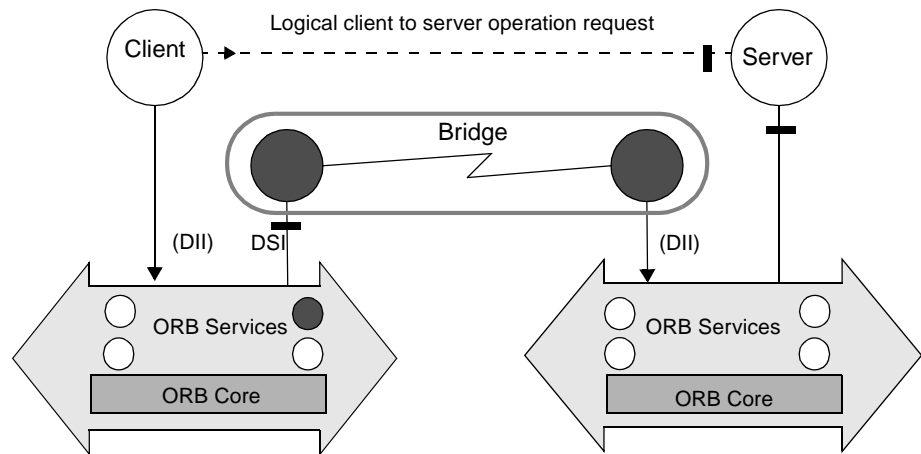 Logical client to server operation request
Client
Server
Bridge
(DII)
DSI
(DII)
ORB Services
ORB Services
ORB Core
ORB Core